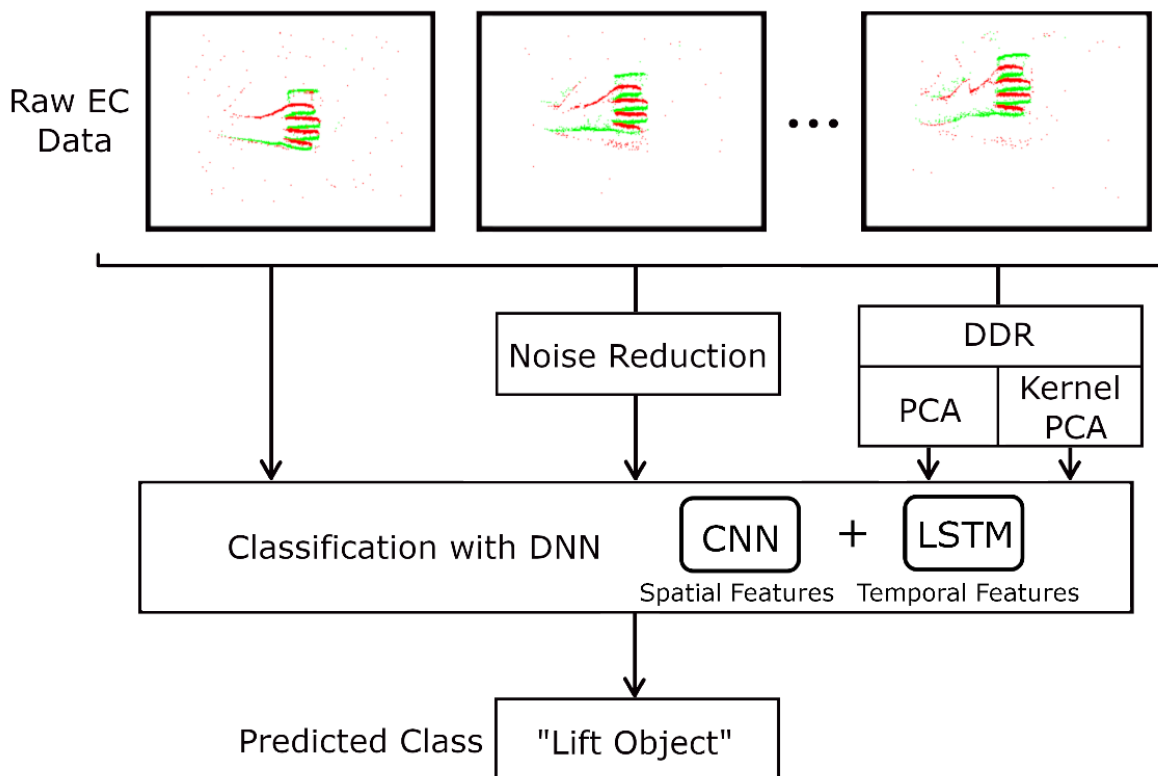 Raw EC
Data
...
Noise Reduction
DDR
PCA
Kernel
PCA
Classification with DNN
CNN
+
LSTM
Spatial Features
Temporal Features
Predicted Class
"Lift Object"